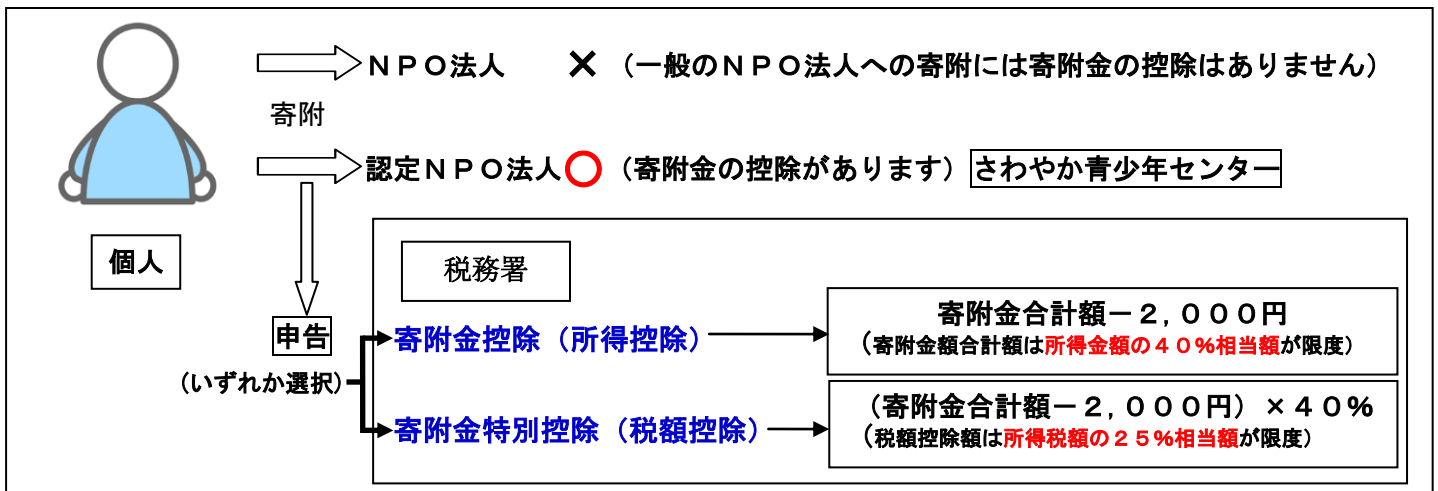 ＮＰＯ法人　×（一般のＮＰＯ法人への寄附には寄附金の控除はありません）
寄附
認定ＮＰＯ法人○（寄附金の控除があります）さわやか青少年センター
個人
税務署
申告
（いずれか選択）
寄附金控除（所得控除）
寄附金合計額－２，０００円
（寄附金額合計額は所得金額の４０％相当額が限度）
寄附金特別控除（税額控除）
（寄附金合計額－２，０００円）×４０％
（税額控除額は所得税額の２５％相当額が限度）